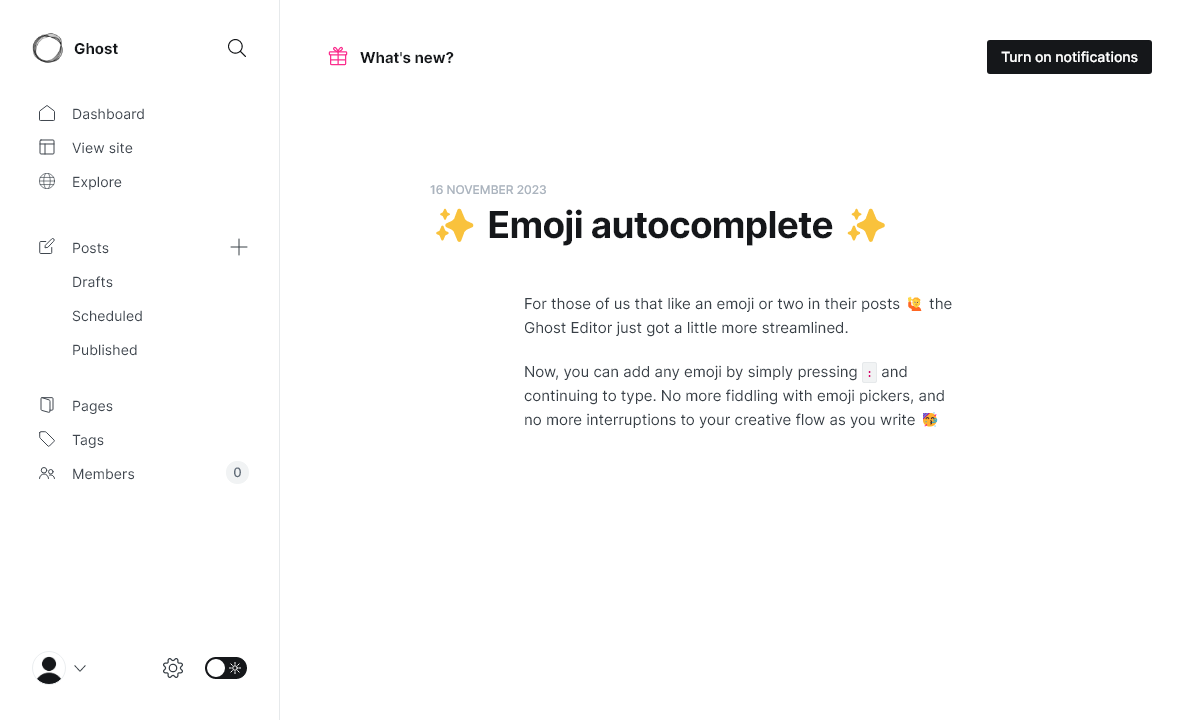 Ghost
Dashboard
View site
Explore
Posts
Drafts
Scheduled
Published
Pages
Tags
Members 0
What's new?
Turn on notifications
16 NOVEMBER 2023
✨ Emoji autocomplete ✨
For those of us that like an emoji or two in their posts 🙋 the
Ghost Editor just got a little more streamlined.
Now, you can add any emoji by simply pressing : and
continuing to type. No more fiddling with emoji pickers, and
no more interruptions to your creative flow as you write 🥳